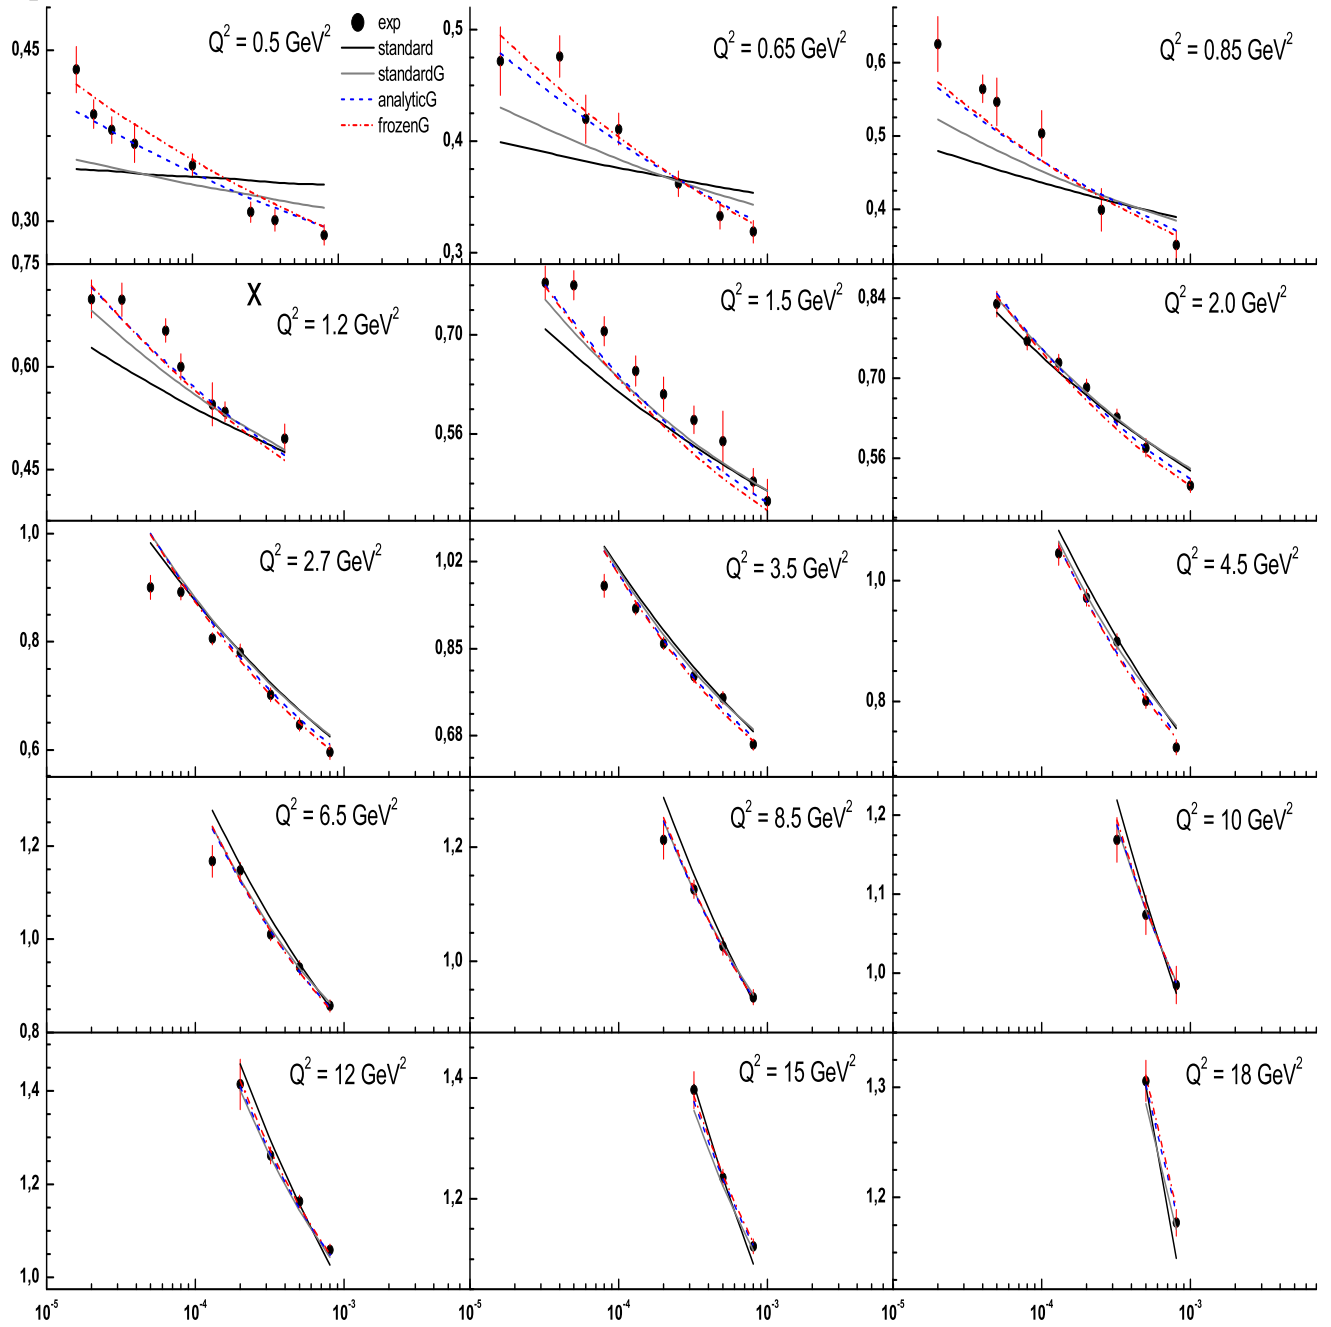 Q² = 0.5 GeV²
exp
standard
standardG
analyticG
frozenG
0,45
0,30
0,75
Q² = 0.65 GeV²
0,5
0,4
0,3
Q² = 0.85 GeV²
0,6
0,5
0,4
X
Q² = 1.2 GeV²
0,60
0,45
Q² = 1.5 GeV²
0,70
0,56
Q² = 2.0 GeV²
0,84
0,70
0,56
Q² = 2.7 GeV²
1,0
0,8
0,6
Q² = 3.5 GeV²
1,02
0,85
0,68
Q² = 4.5 GeV²
1,0
0,8
Q² = 6.5 GeV²
1,2
1,0
0,8
Q² = 8.5 GeV²
1,2
1,0
Q² = 10 GeV²
1,2
1,1
1,0
Q² = 12 GeV²
1,4
1,2
1,0
Q² = 15 GeV²
1,4
1,2
Q² = 18 GeV²
1,3
1,2
10⁻⁵ 10⁻⁴ 10⁻³ 10⁻⁵ 10⁻⁴ 10⁻³ 10⁻⁵ 10⁻⁴ 10⁻³